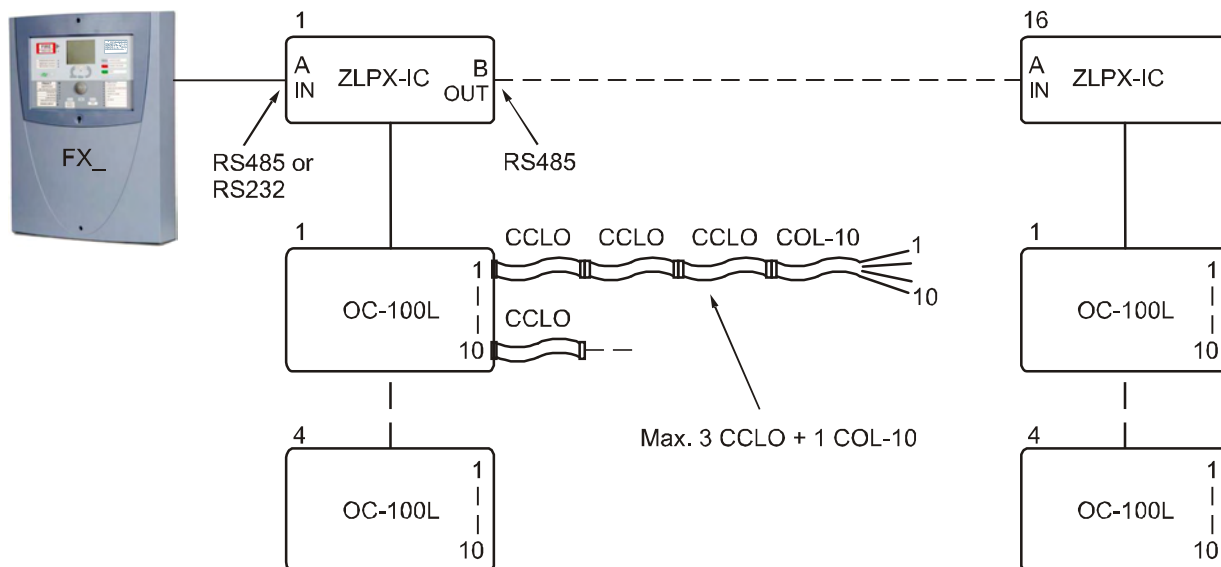 1
16
A
IN
ZLPX-IC
B
OUT
A
IN
ZLPX-IC
FX_
RS485 or
RS232
RS485
1
OC-100L
1
10
CCLO
CCLO
CCLO
COL-10
1
10
CCLO
1
OC-100L
1
10
Max. 3 CCLO + 1 COL-10
4
OC-100L
1
10
4
OC-100L
1
10